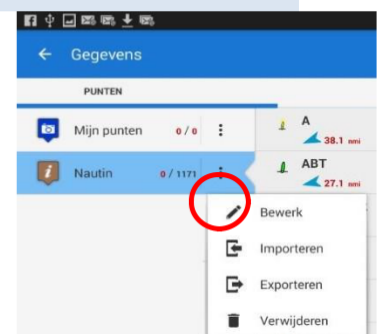 Gegevens
PUNTEN
Mijn punten 0 / 0
A
38.1 nmi
Nautin 0 / 1171
ABT
27.1 nmi
Bewerk
Importeren
Exporteren
Verwijderen